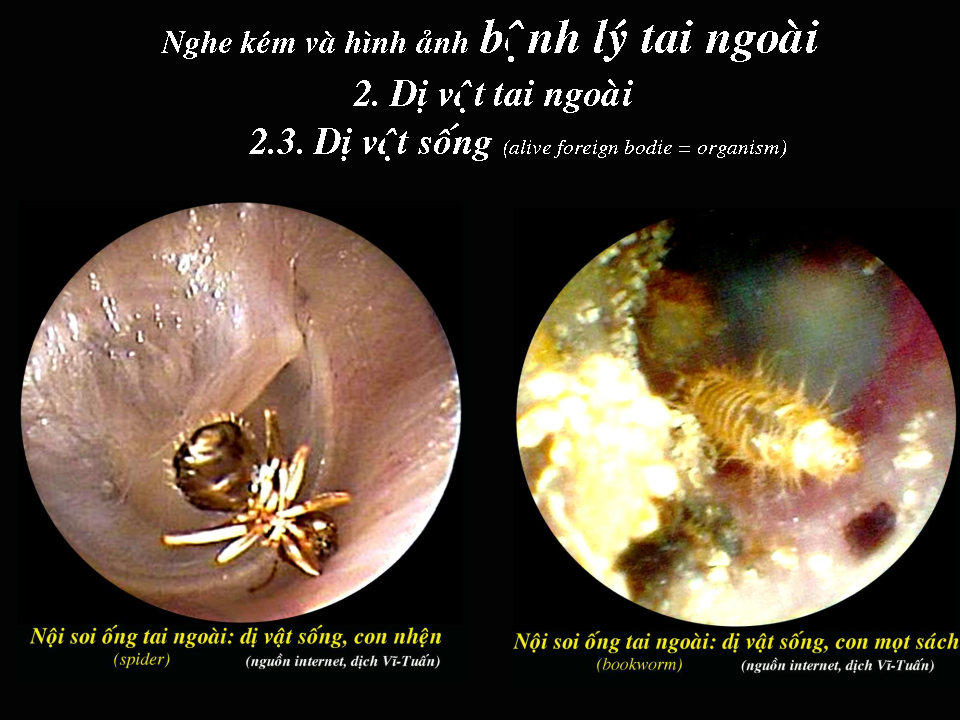 Nghe kém và hình ảnh bệnh lý tai ngoài
2. Dị vật tai ngoài
2.3. Dị vật sống (alive foreign bodie = organism)
Nội soi ống tai ngoài: dị vật sống, con nhện
(spider) (nguồn internet, dịch Vĩ-Tuấn)
Nội soi ống tai ngoài: dị vật sống, con mọt sách
(bookworm) (nguồn internet, dịch Vĩ-Tuấn)